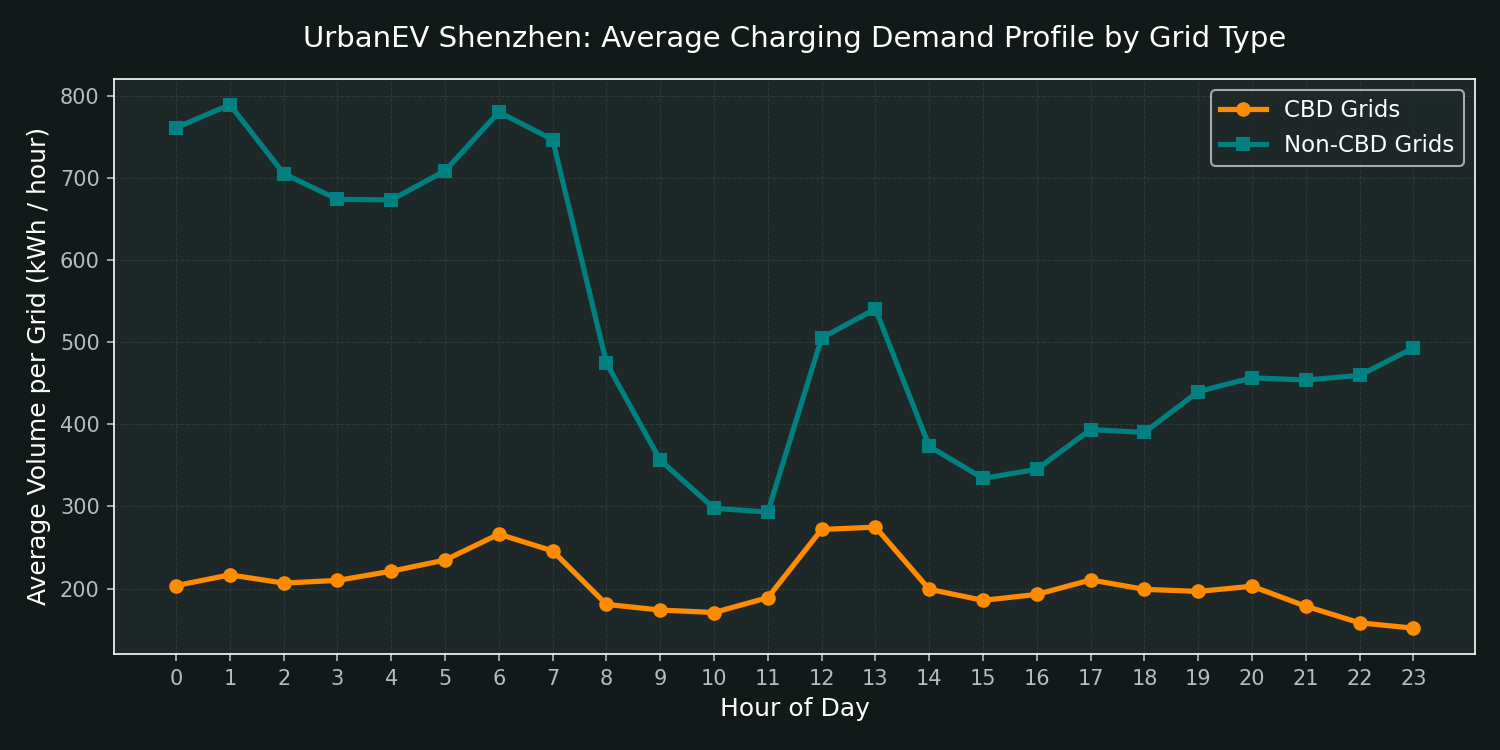 UrbanEV Shenzhen: Average Charging Demand Profile by Grid Type
CBD Grids
Non-CBD Grids
Average Volume per Grid (kWh / hour)
800
700
600
500
400
300
200
0 1 2 3 4 5 6 7 8 9 10 11 12 13 14 15 16 17 18 19 20 21 22 23
Hour of Day